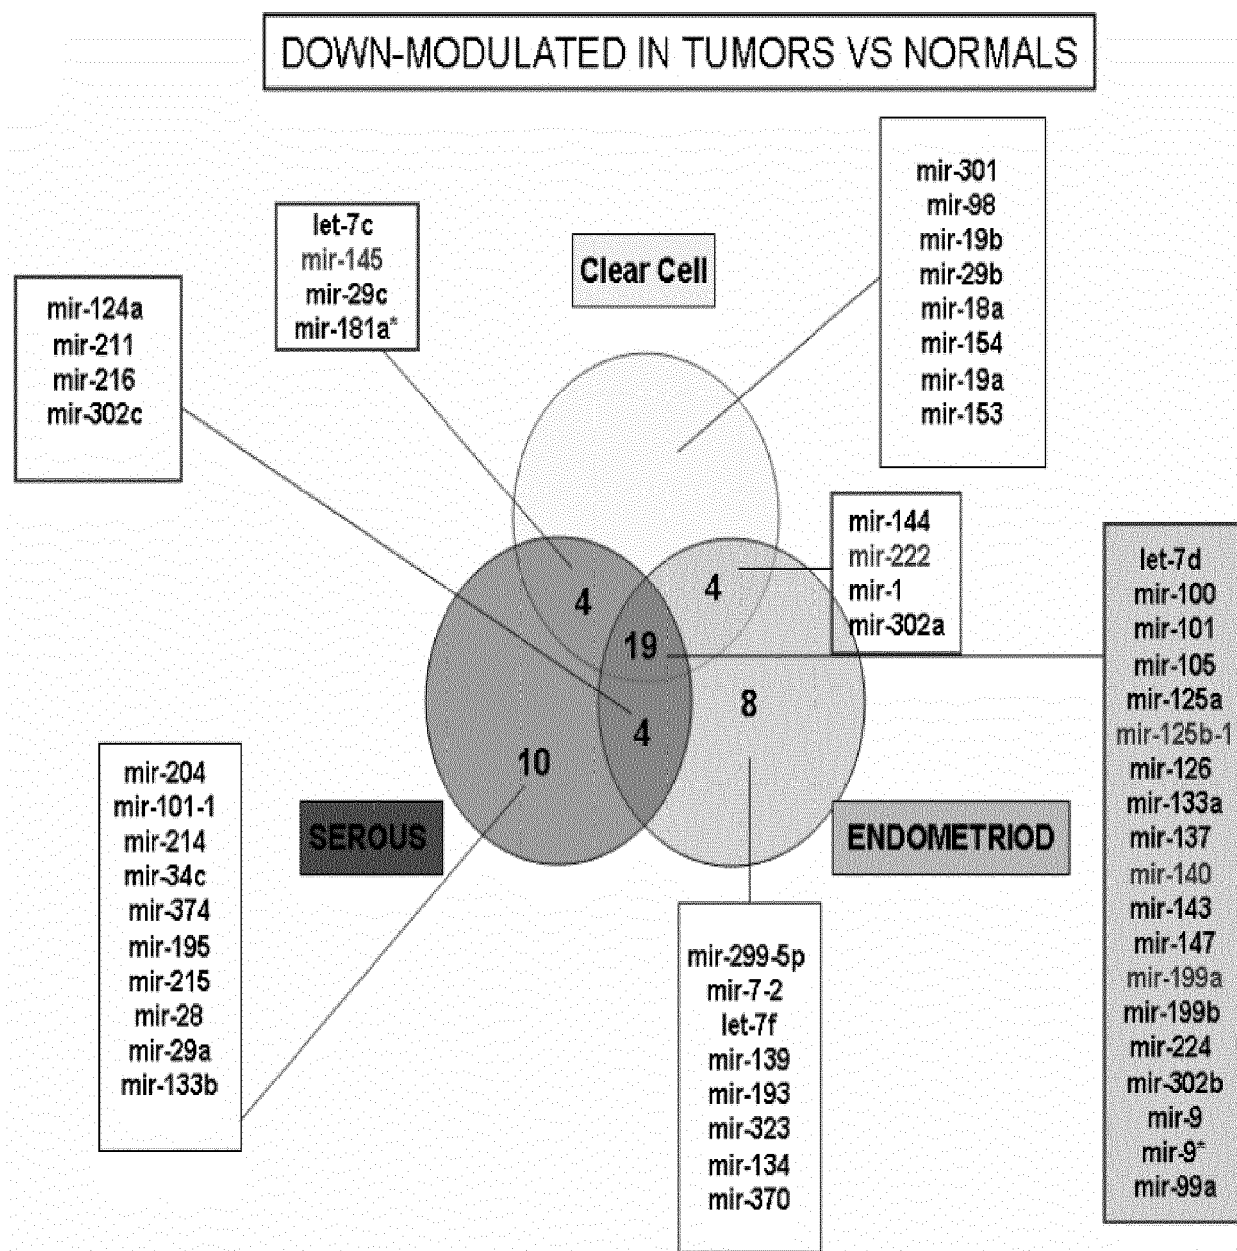 DOWN-MODULATED IN TUMORS VS NORMALS
mir-301
mir-98
mir-19b
mir-29b
mir-18a
mir-154
mir-19a
mir-153
let-7c
mir-145
mir-29c
mir-181a*
Clear Cell
mir-124a
mir-211
mir-216
mir-302c
mir-144
mir-222
mir-1
mir-302a
let-7d
mir-100
mir-101
mir-105
mir-125a
mir-125b-1
mir-126
mir-133a
mir-137
mir-140
mir-143
mir-147
mir-199a
mir-199b
mir-224
mir-302b
mir-9
mir-9*
mir-99a
4
4
19
8
4
10
SEROUS
ENDOMETRIOD
mir-204
mir-101-1
mir-214
mir-34c
mir-374
mir-195
mir-215
mir-28
mir-29a
mir-133b
mir-299-5p
mir-7-2
let-7f
mir-139
mir-193
mir-323
mir-134
mir-370